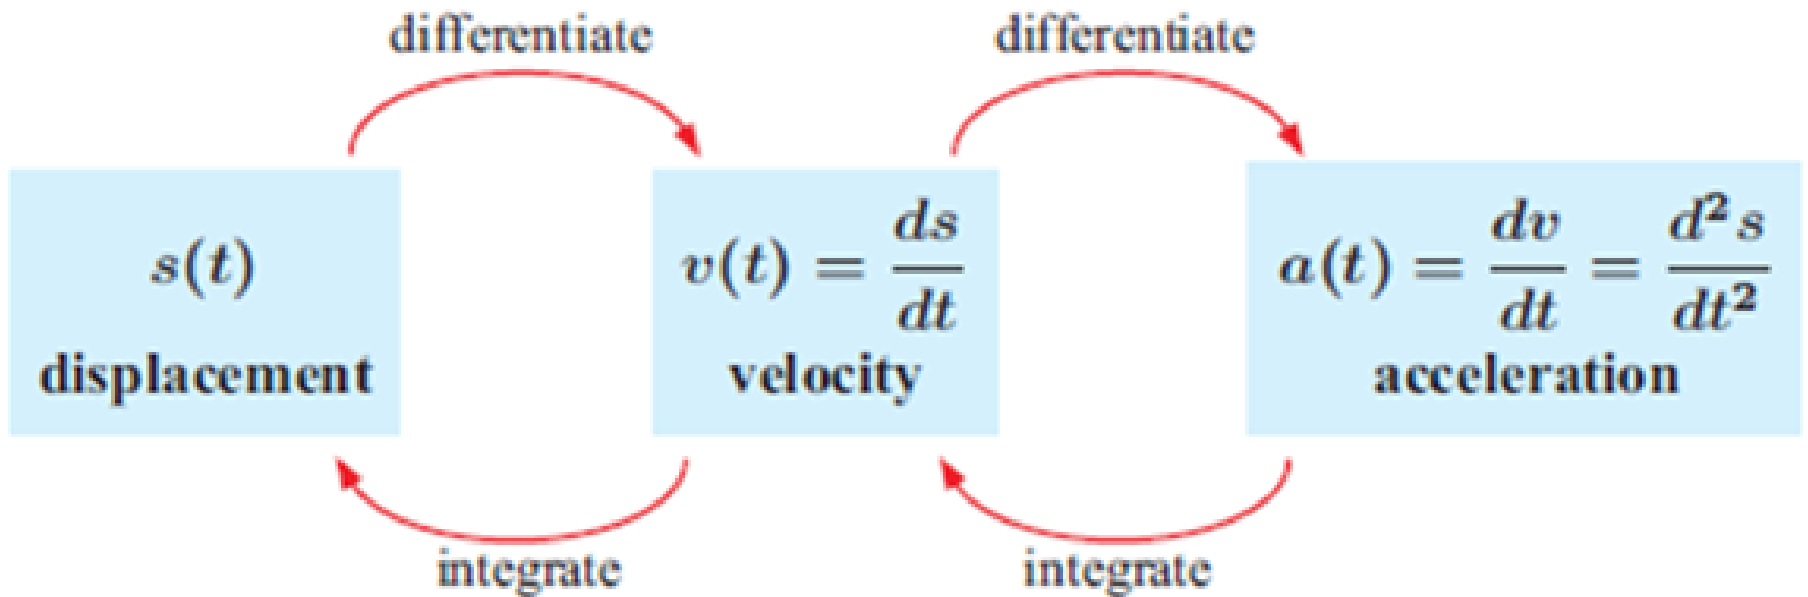 differentiate
differentiate
s(t)
displacement
v(t) = ds/dt
velocity
a(t) = dv/dt = d²s/dt²
acceleration
integrate
integrate